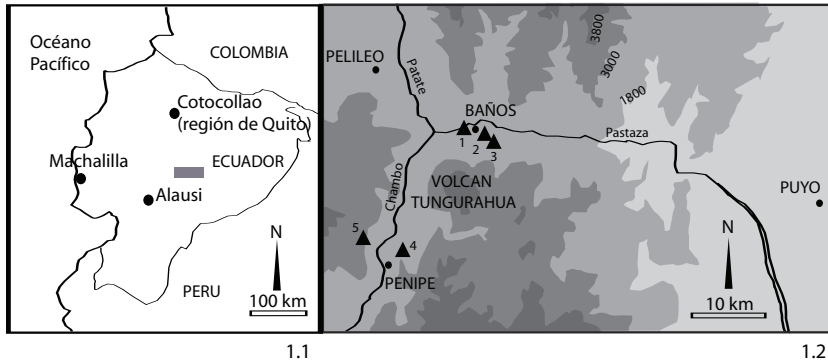 Océano
Pacífico
COLOMBIA
Cotocollao
(región de Quito)
Machalilla
ECUADOR
Alausi
N
PERU
100 km
1.1
3800
3000
1800
PELILEO
Patate
BAÑOS
1
2
3
Pastaza
Chambo
VOLCAN
TUNGURAHUA
PUYO
5
4
N
PENIPE
10 km
1.2